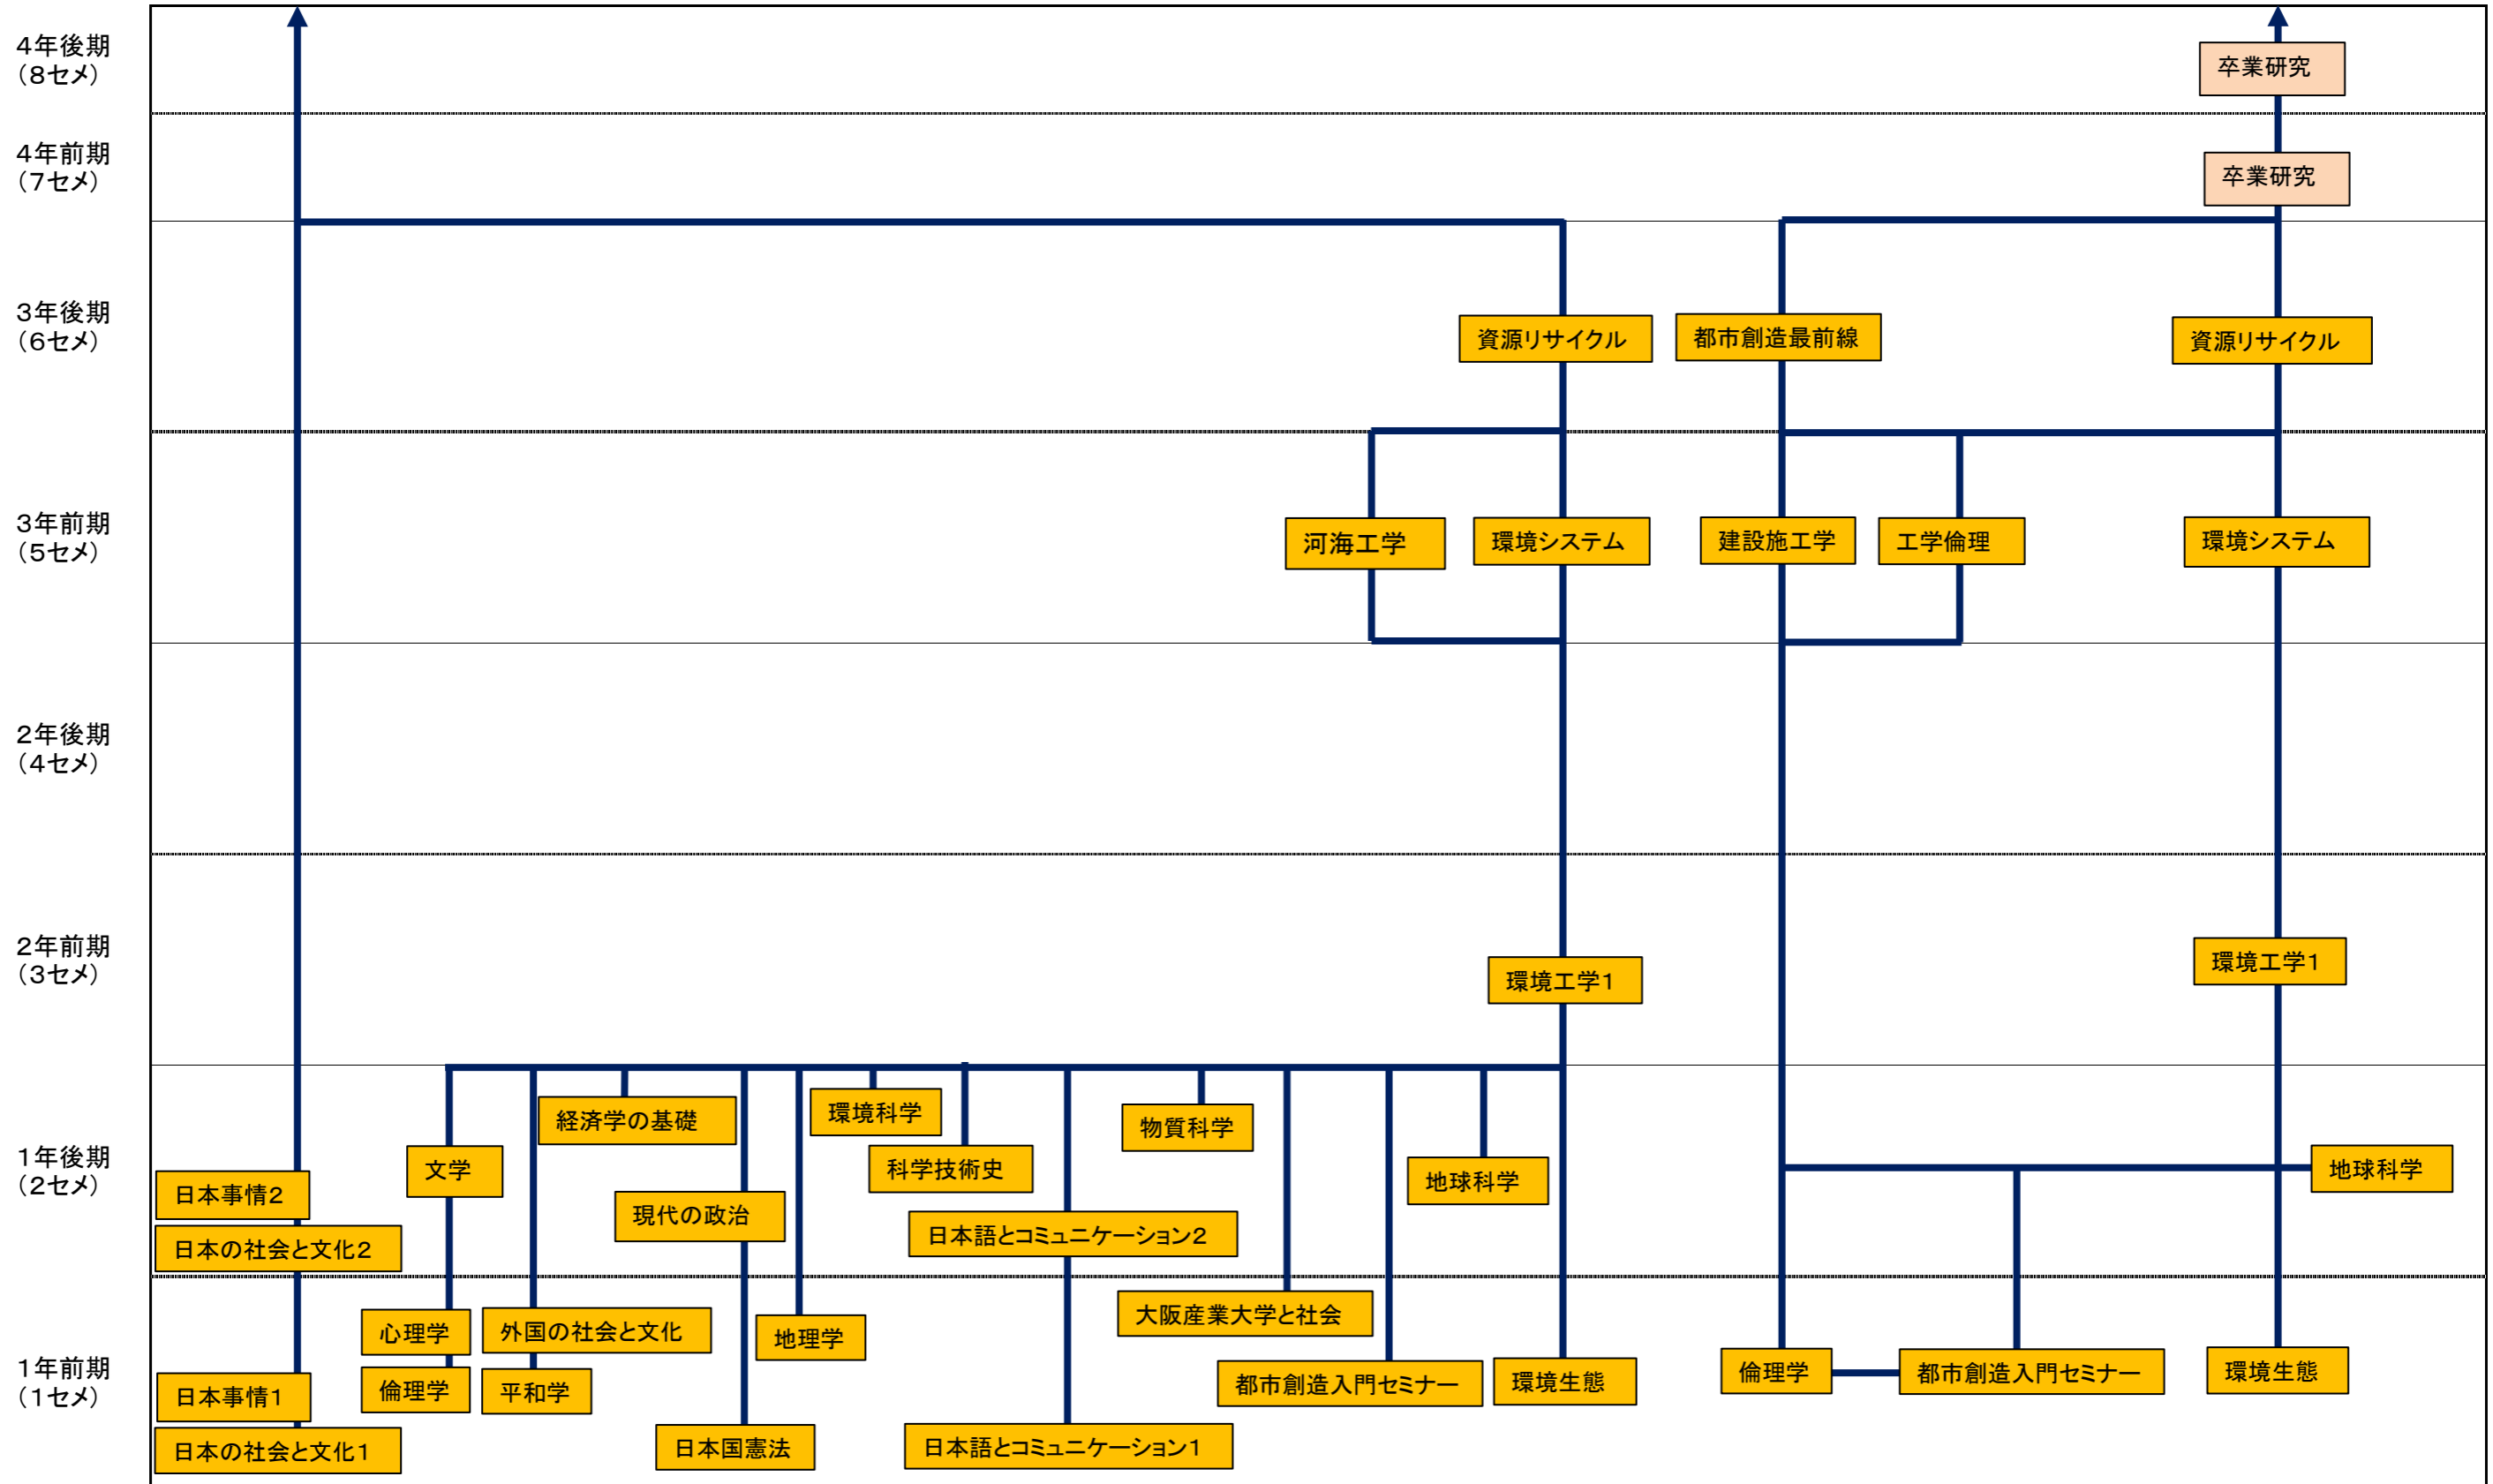 4年後期
（8セメ）
卒業研究
4年前期
（7セメ）
卒業研究
3年後期
（6セメ）
資源リサイクル
都市創造最前線
資源リサイクル
3年前期
（5セメ）
河海工学
環境システム
建設施工学
工学倫理
環境システム
2年後期
（4セメ）
2年前期
（3セメ）
環境工学1
環境工学1
1年後期
（2セメ）
日本事情2
日本の社会と文化2
文学
経済学の基礎
現代の政治
環境科学
科学技術史
日本語とコミュニケーション2
物質科学
地球科学
地球科学
1年前期
（1セメ）
日本事情1
日本の社会と文化1
心理学
倫理学
外国の社会と文化
平和学
日本国憲法
地理学
日本語とコミュニケーション1
大阪産業大学と社会
都市創造入門セミナー
環境生態
倫理学
都市創造入門セミナー
環境生態